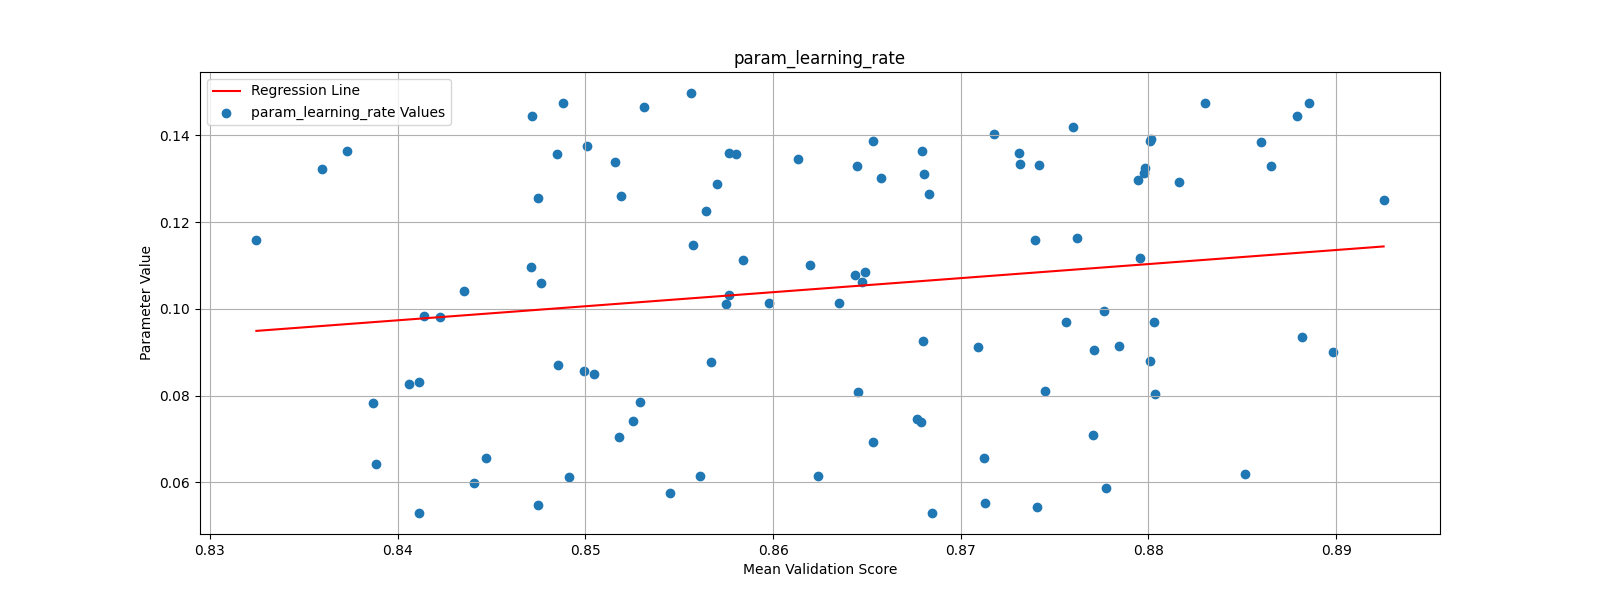 param_learning_rate
Regression Line
param_learning_rate Values
Parameter Value
0.14
0.12
0.10
0.08
0.06
0.83 0.84 0.85 0.86 0.87 0.88 0.89
Mean Validation Score